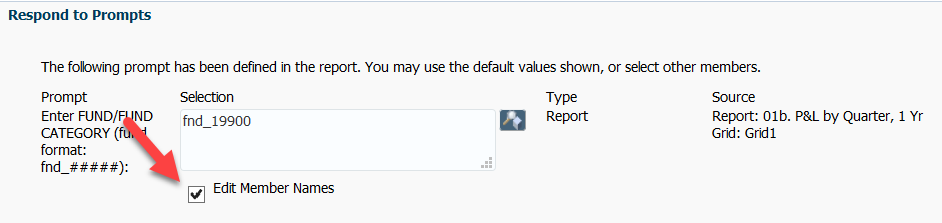 Respond to Prompts
The following prompt has been defined in the report. You may use the default values shown, or select other members.
Prompt
Selection
Type
Source
Enter FUND/FUND
CATEGORY (fund
format:
fnd_#####):
fnd_19900
Report
Report: 01b. P&L by Quarter, 1 Yr
Grid: Grid1
Edit Member Names